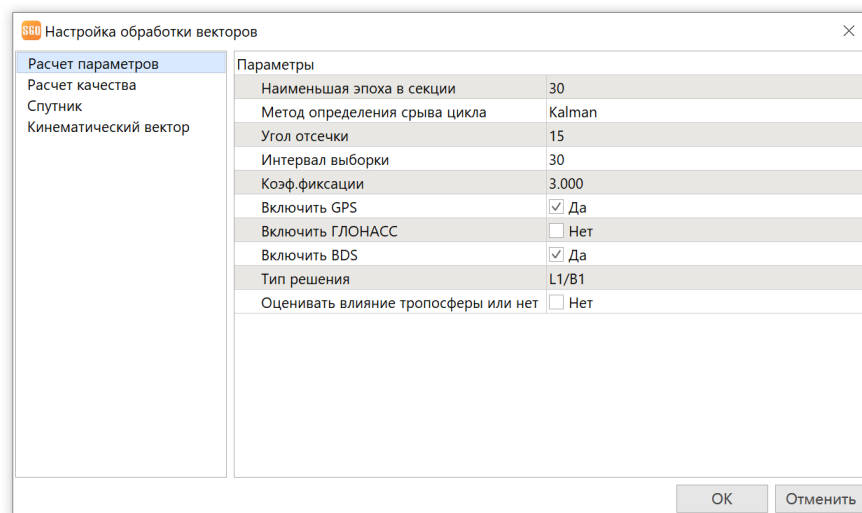 SGO Настройка обработки векторов
Расчет параметров
Расчет качества
Спутник
Кинематический вектор
Параметры
Наименьшая эпоха в секции 30
Метод определения срыва цикла Kalman
Угол отсечки 15
Интервал выборки 30
Коэф.фиксации 3.000
Включить GPS Да
Включить ГЛОНАСС Нет
Включить BDS Да
Тип решения L1/B1
Оценивать влияние тропосферы или нет Нет
ОК Отменить